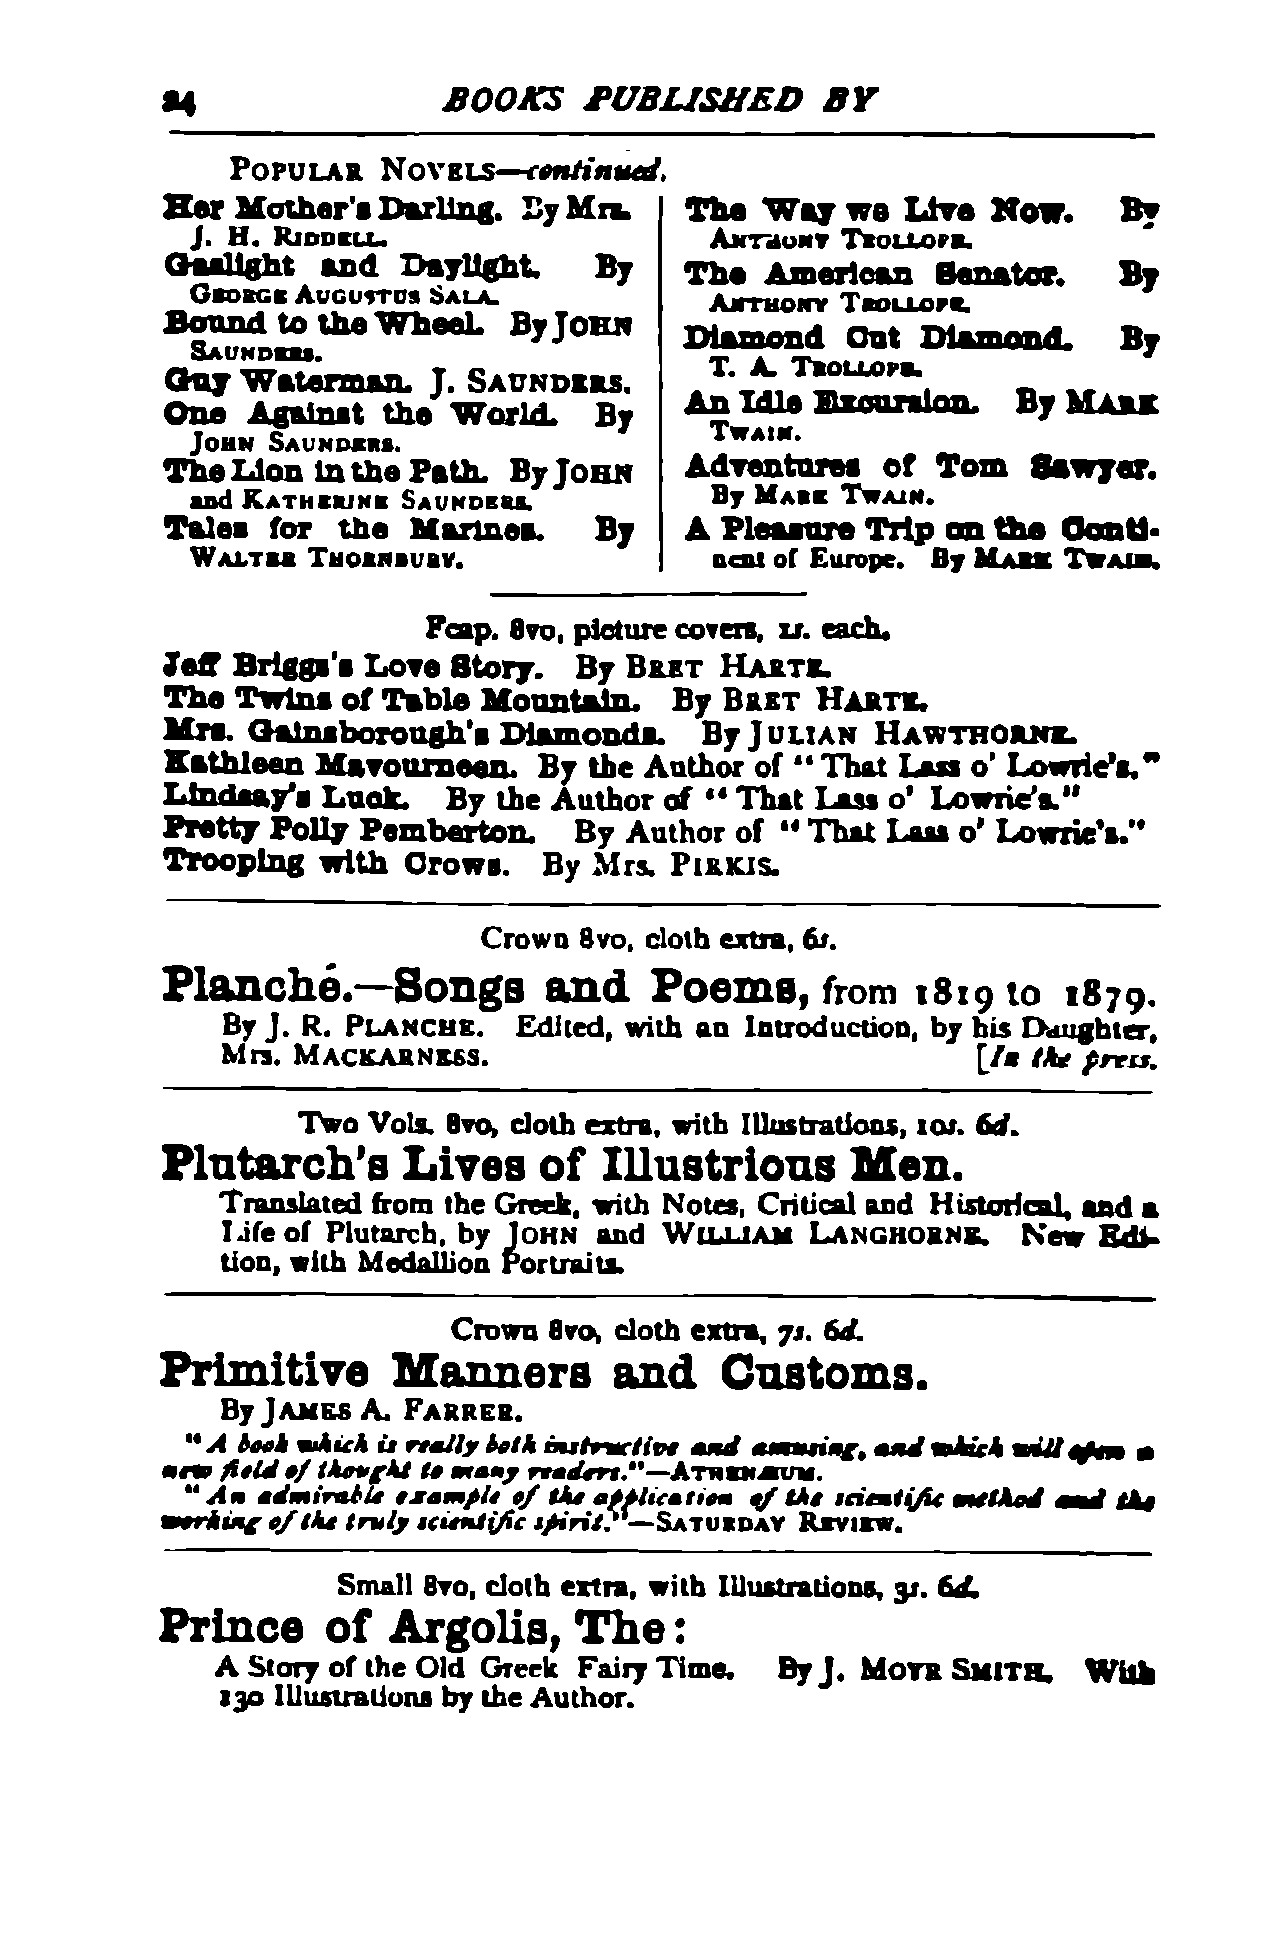 24 BOOKS PUBLISHED BY
POPULAR NOVELS—continued.
Her Mother's Darling. By Mrs.
J. H. RIDDELL.
Gaslight and Daylight. By
GEORGE AUGUSTUS SALA.
Bound to the Wheel. By JOHN
SAUNDERS.
Guy Waterman. J. SAUNDERS.
One Against the World. By
JOHN SAUNDERS.
The Lion in the Path. By JOHN
and KATHERINE SAUNDERS.
Tales for the Marines. By
WALTER THORNBURY.
The Way we Live Now. By
ANTHONY TROLLOPE.
The American Senator. By
ANTHONY TROLLOPE.
Diamond Cut Diamond. By
T. A. TROLLOPE.
An Idle Excursion. By MARK
TWAIN.
Adventures of Tom Sawyer.
By MARK TWAIN.
A Pleasure Trip on the Conti-
nent of Europe. By MARK TWAIN.
Fcap. 8vo, picture covers, 1s. each.
Jeff Briggs's Love Story. By BRET HARTE.
The Twins of Table Mountain. By BRET HARTE.
Mrs. Gainsborough's Diamonds. By JULIAN HAWTHORNE.
Kathleen Mavourneen. By the Author of "That Lass o' Lowrie's."
Lindsay's Luck. By the Author of "That Lass o' Lowrie's."
Pretty Polly Pemberton. By Author of "That Lass o' Lowrie's."
Trooping with Crows. By Mrs. PIRKIS.
Crown 8vo, cloth extra, 6s.
Planché.—Songs and Poems, from 1819 to 1879.
By J. R. PLANCHE. Edited, with an Introduction, by his Daughter,
Mrs. MACKARNESS. [In the press.
Two Vols. 8vo, cloth extra, with Illustrations, 10s. 6d.
Plutarch's Lives of Illustrious Men.
Translated from the Greek, with Notes, Critical and Historical, and a
Life of Plutarch, by JOHN and WILLIAM LANGHORNE. New Edi-
tion, with Medallion Portraits.
Crown 8vo, cloth extra, 7s. 6d.
Primitive Manners and Customs.
By JAMES A. FARRER.
"A book which is really both instructive and amusing, and which will open a
new field of thought to many readers."—ATHENÆUM.
"An admirable example of the application of the scientific method and the
working of the truly scientific spirit."—SATURDAY REVIEW.
Small 8vo, cloth extra, with Illustrations, 3s. 6d.
Prince of Argolis, The:
A Story of the Old Greek Fairy Time. By J. MOYR SMITH. With
130 Illustrations by the Author.